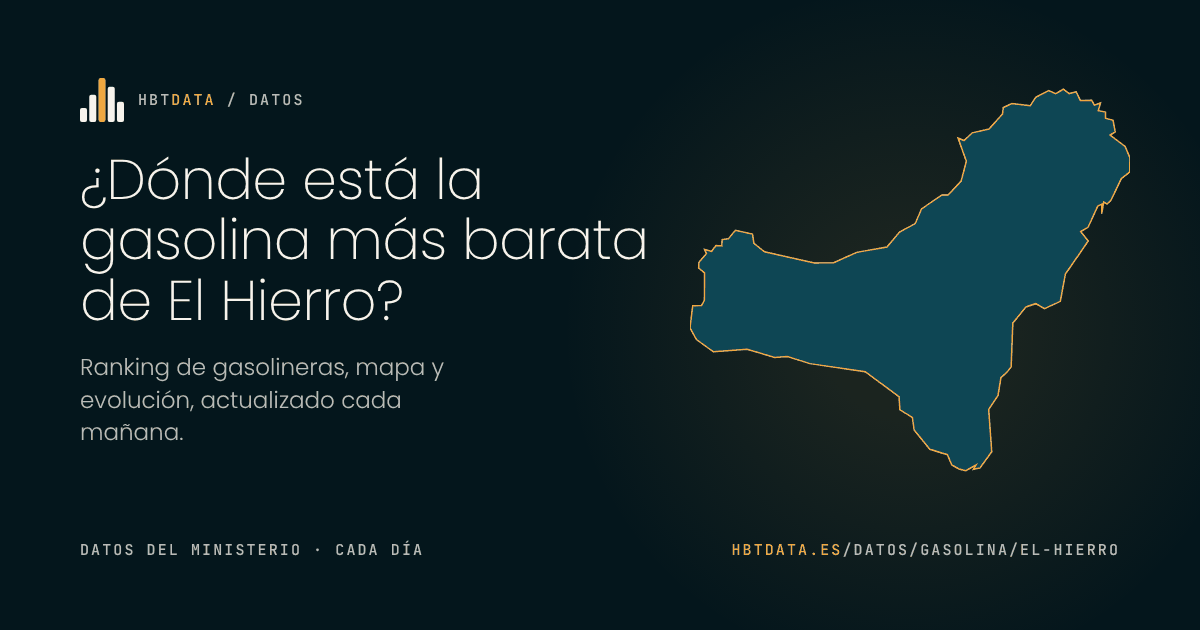 HBTDATA / DATOS
¿Dónde está la
gasolina más barata
de El Hierro?
Ranking de gasolineras, mapa y
evolución, actualizado cada
mañana.
DATOS DEL MINISTERIO · CADA DÍA
HBTDATA.ES/DATOS/GASOLINA/EL-HIERRO